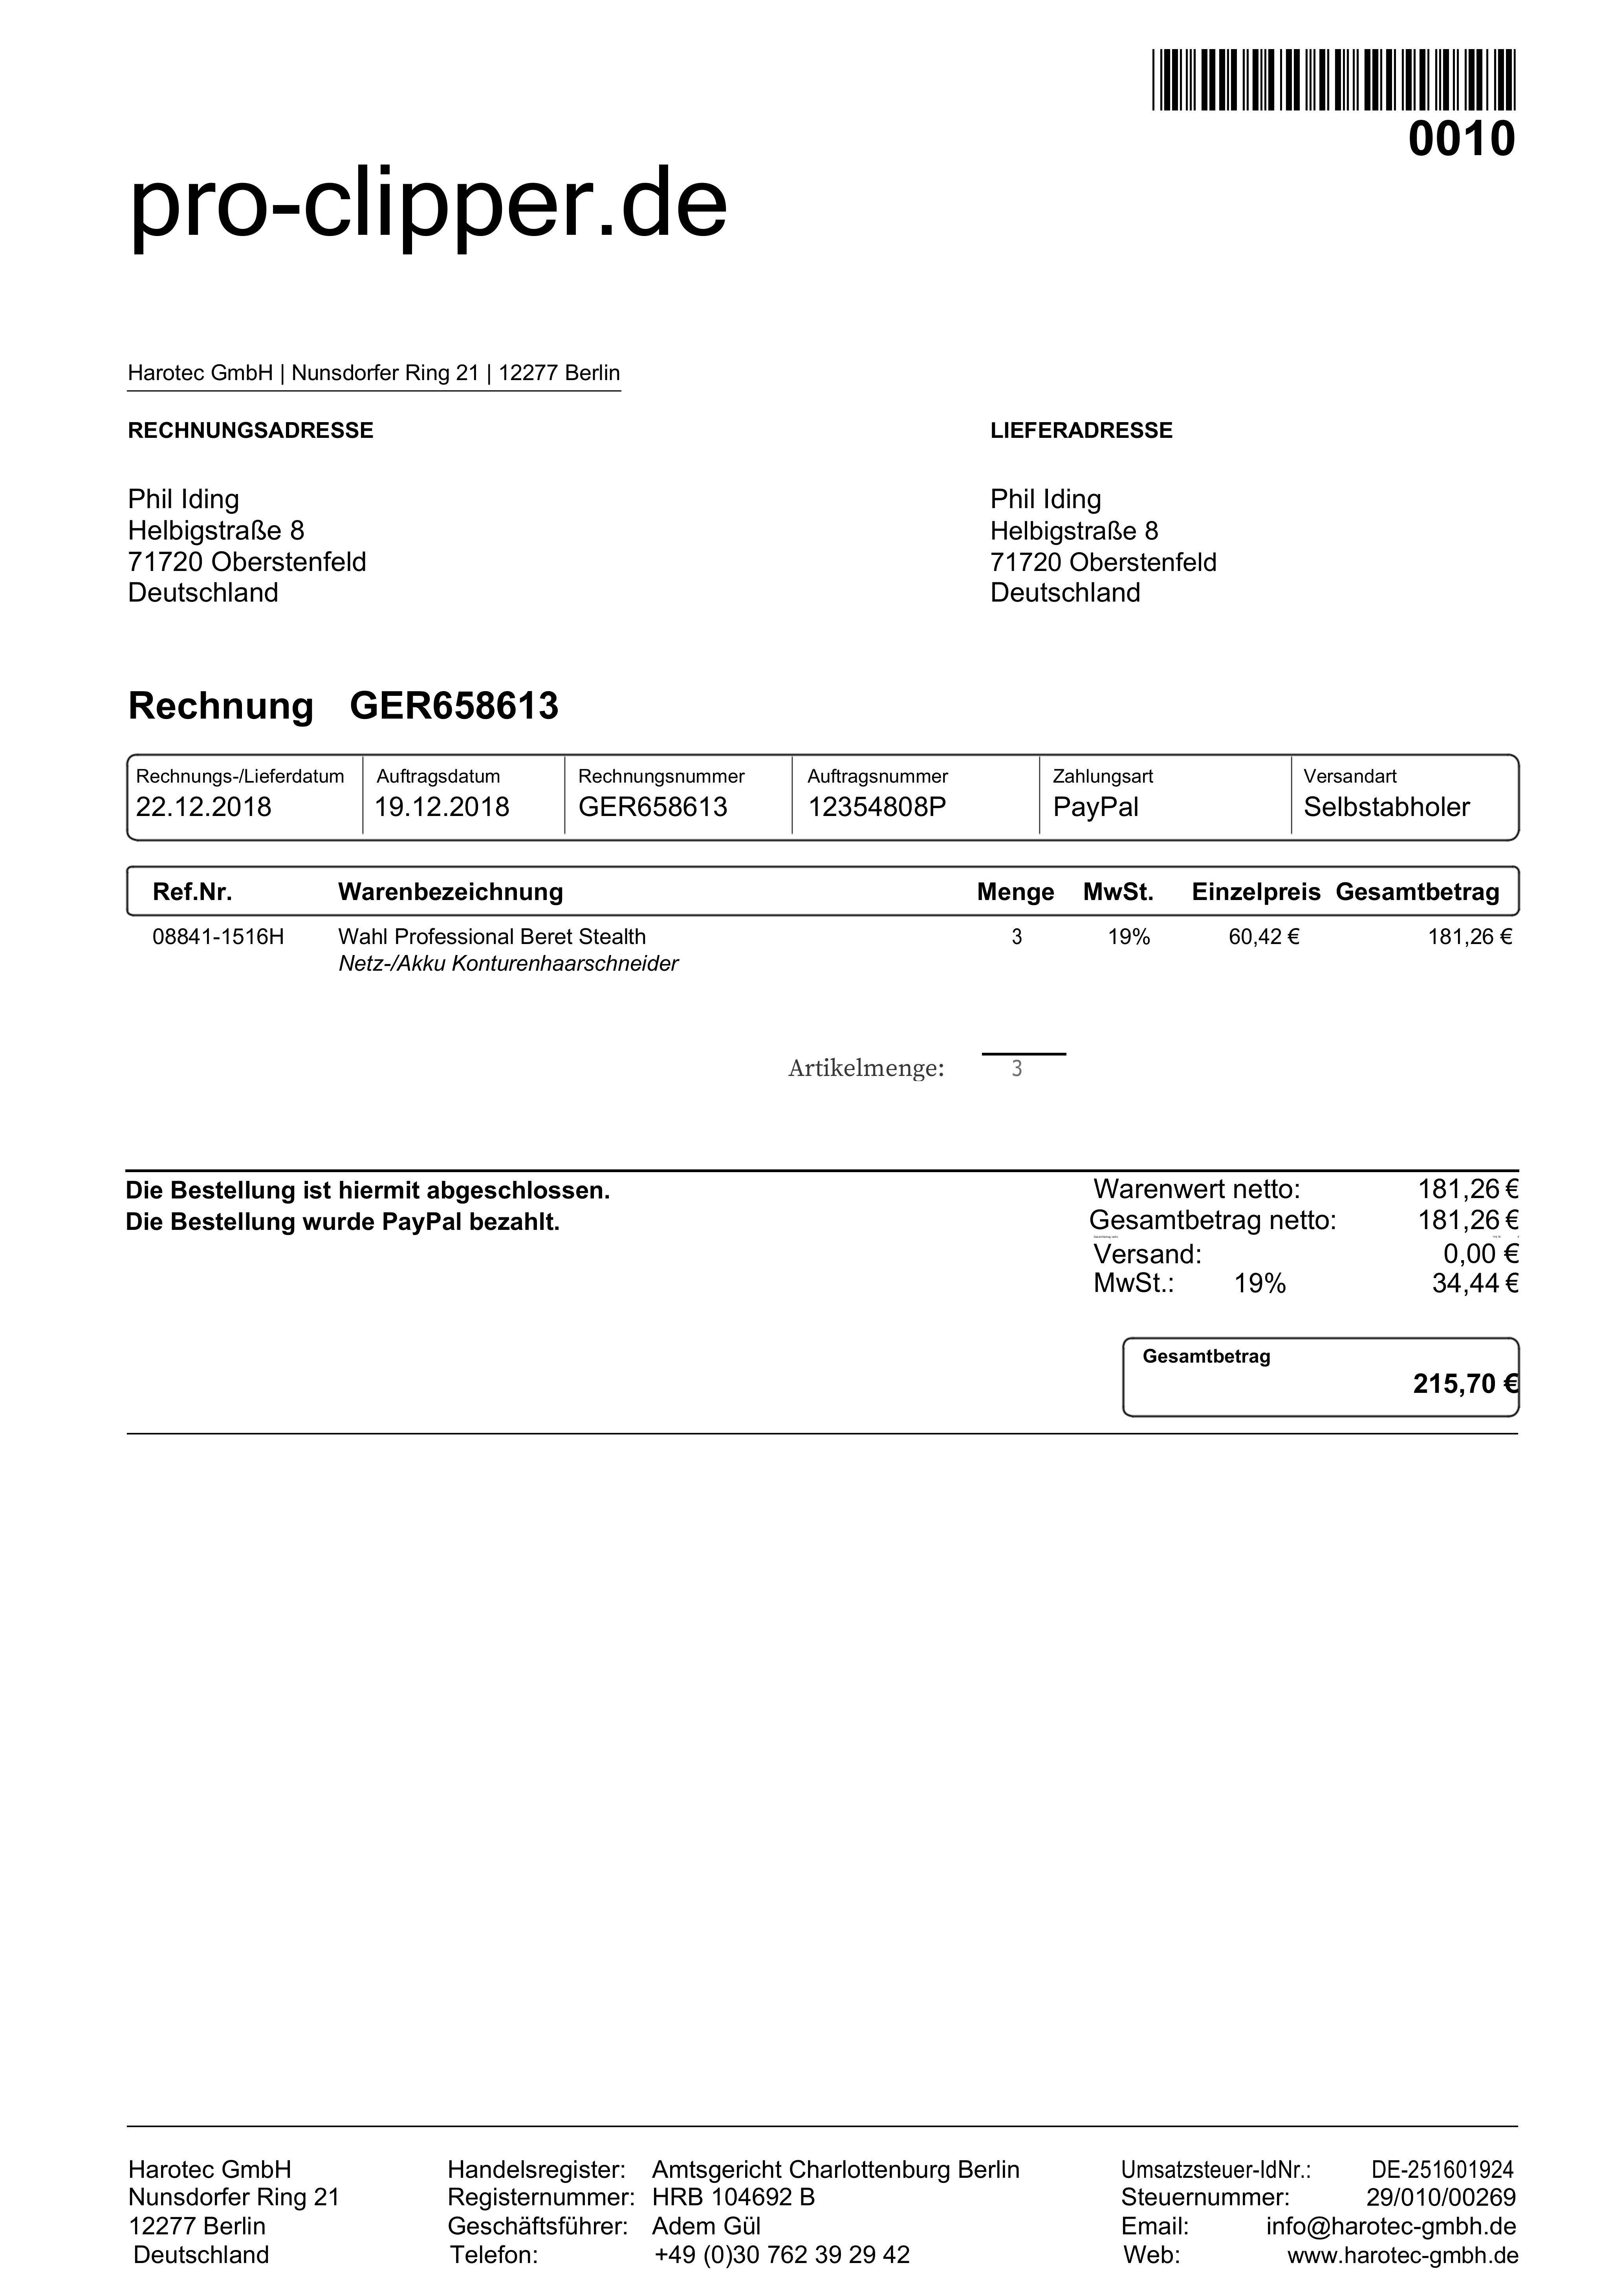 0010
pro-clipper.de
Harotec GmbH | Nunsdorfer Ring 21 | 12277 Berlin
RECHNUNGSADRESSE LIEFERADRESSE
Phil Iding Phil Iding
Helbigstraße 8 Helbigstraße 8
71720 Oberstenfeld 71720 Oberstenfeld
Deutschland Deutschland
Rechnung GER658613
Rechnungs-/Lieferdatum Auftragsdatum Rechnungsnummer Auftragsnummer Zahlungsart Versandart
22.12.2018 19.12.2018 GER658613 12354808P PayPal Selbstabholer
Ref.Nr. Warenbezeichnung Menge MwSt. Einzelpreis Gesamtbetrag
08841-1516H Wahl Professional Beret Stealth 3 19% 60,42 € 181,26 €
Netz-/Akku Konturenhaarschneider
Artikelmenge: 3
Die Bestellung ist hiermit abgeschlossen. Warenwert netto: 181,26 €
Die Bestellung wurde PayPal bezahlt. Gesamtbetrag netto: 181,26 €
Versand: 0,00 €
MwSt.: 19% 34,44 €
Gesamtbetrag
215,70 €
Harotec GmbH Handelsregister: Amtsgericht Charlottenburg Berlin Umsatzsteuer-IdNr.: DE-251601924
Nunsdorfer Ring 21 Registernummer: HRB 104692 B Steuernummer: 29/010/00269
12277 Berlin Geschäftsführer: Adem Gül Email: info@harotec-gmbh.de
Deutschland Telefon: +49 (0)30 762 39 29 42 Web: www.harotec-gmbh.de